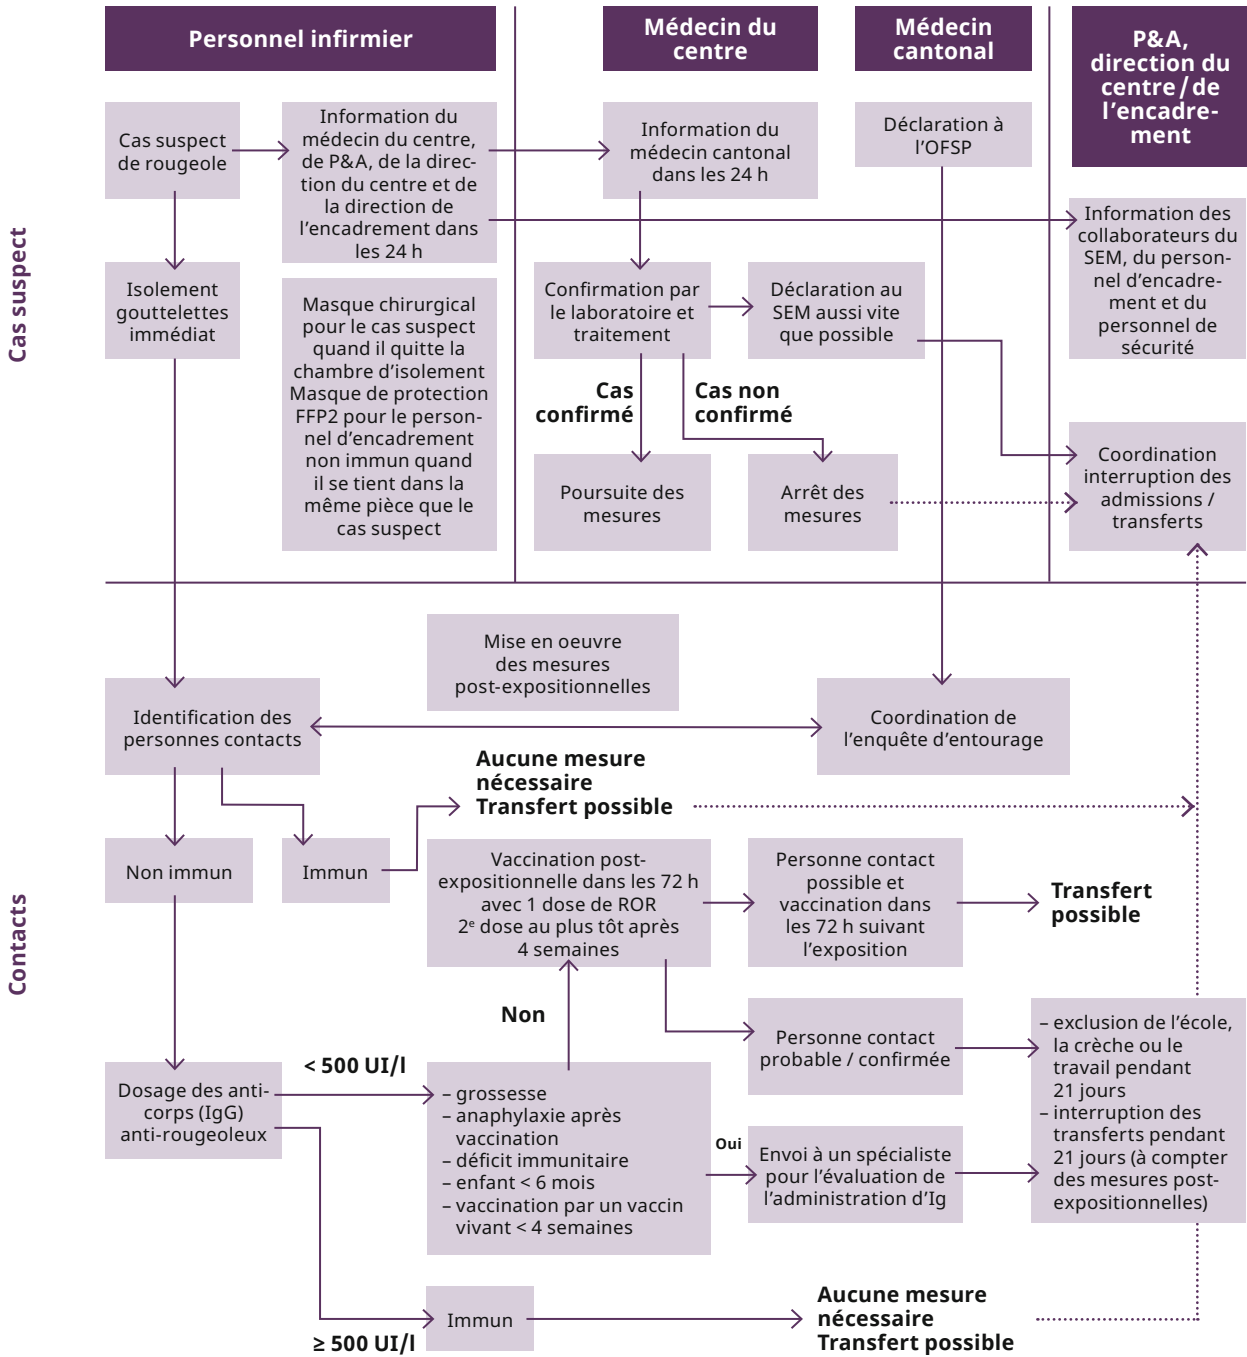 Personnel infirmier
Médecin du
centre
Médecin
cantonal
P&A,
direction du
centre / de
l'encadre-
ment
Cas suspect
Cas suspect
de rougeole
Information du
médecin du centre,
de P&A, de la direc-
tion du centre et de
la direction de
l'encadrement dans
les 24 h
Information du
médecin cantonal
dans les 24 h
Déclaration à
l'OFSP
Information des
collaborateurs du
SEM, du person-
nel d'encadre-
ment et du
personnel de
sécurité
Isolement
gouttelettes
immédiat
Masque chirurgical
pour le cas suspect
quand il quitte la
chambre d'isolement
Masque de protection
FFP2 pour le person-
nel d'encadrement
non immun quand
il se tient dans la
même pièce que le
cas suspect
Confirmation par
le laboratoire et
traitement
Déclaration au
SEM aussi vite
que possible
Cas
confirmé
Cas non
confirmé
Poursuite des
mesures
Arrêt des
mesures
Coordination
interruption des
admissions /
transferts
Contacts
Mise en oeuvre
des mesures
post-expositionnelles
Identification des
personnes contacts
Coordination de
l'enquête d'entourage
Aucune mesure
nécessaire
Transfert possible
Non immun
Immun
Vaccination post-
expositionnelle dans les 72 h
avec 1 dose de ROR
2e dose au plus tôt après
4 semaines
Personne contact
possible et
vaccination dans
les 72 h suivant
l'exposition
Transfert
possible
Non
Personne contact
probable / confirmée
– exclusion de l'école,
la crèche ou le
travail pendant
21 jours
– interruption des
transferts pendant
21 jours (à compter
des mesures post-
expositionnelles)
Dosage des anti-
corps (IgG)
anti-rougeoleux
< 500 UI/l
– grossesse
– anaphylaxie après
vaccination
– déficit immunitaire
– enfant < 6 mois
– vaccination par un vaccin
vivant < 4 semaines
Oui
Envoi à un spécialiste
pour l'évaluation de
l'administration d'Ig
≥ 500 UI/l
Immun
Aucune mesure
nécessaire
Transfert possible